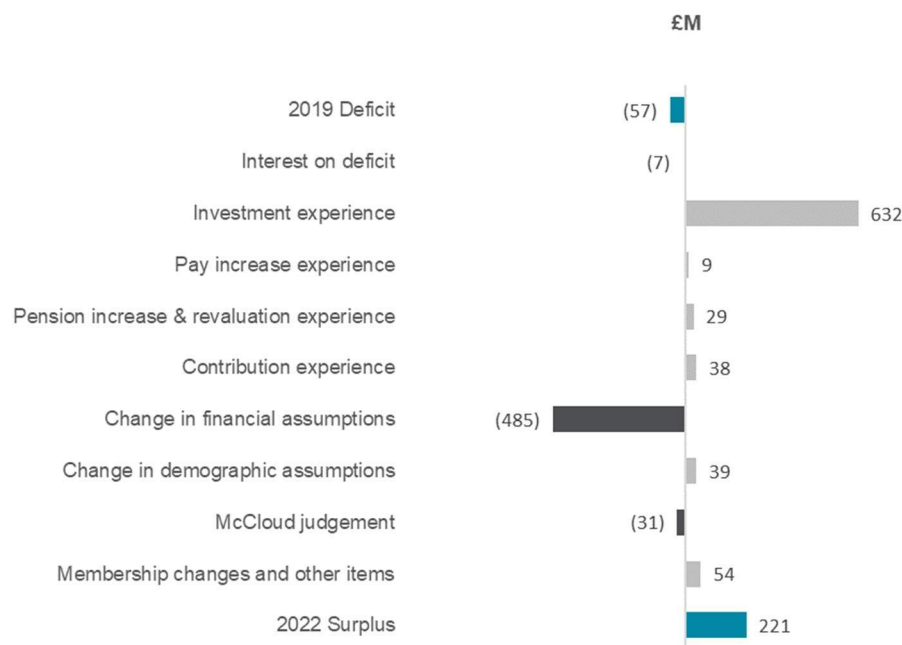 £M
2019 Deficit (57)
Interest on deficit (7)
Investment experience 632
Pay increase experience 9
Pension increase & revaluation experience 29
Contribution experience 38
Change in financial assumptions (485)
Change in demographic assumptions 39
McCloud judgement (31)
Membership changes and other items 54
2022 Surplus 221